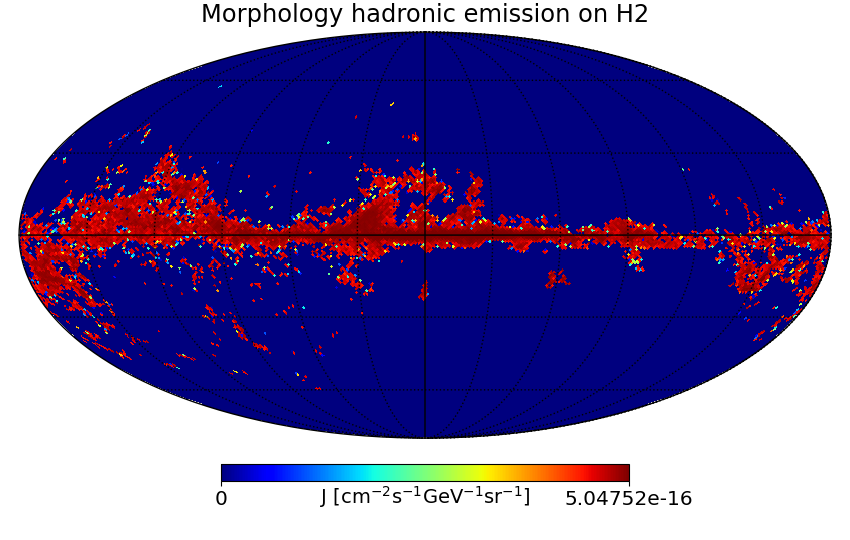 Morphology hadronic emission on H2
0 J [cm⁻²s⁻¹GeV⁻¹sr⁻¹] 5.04752e-16